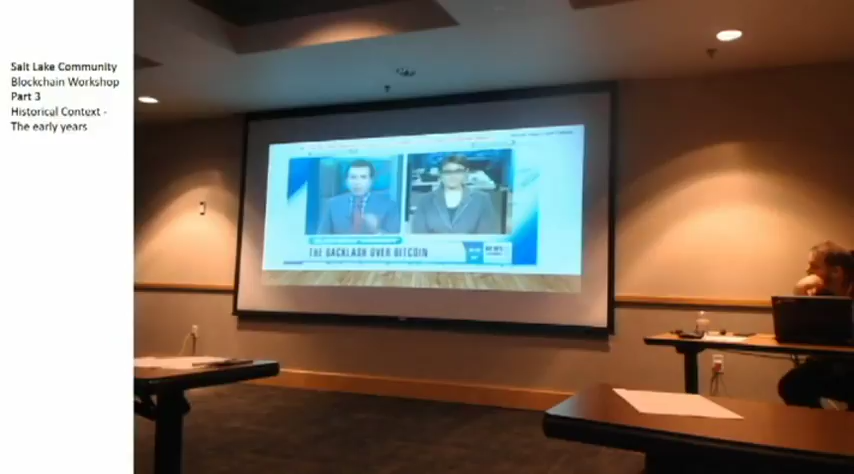 Salt Lake Community
Blockchain Workshop
Part 3
Historical Context -
The early years
THE BACKLASH OVER BITCOIN